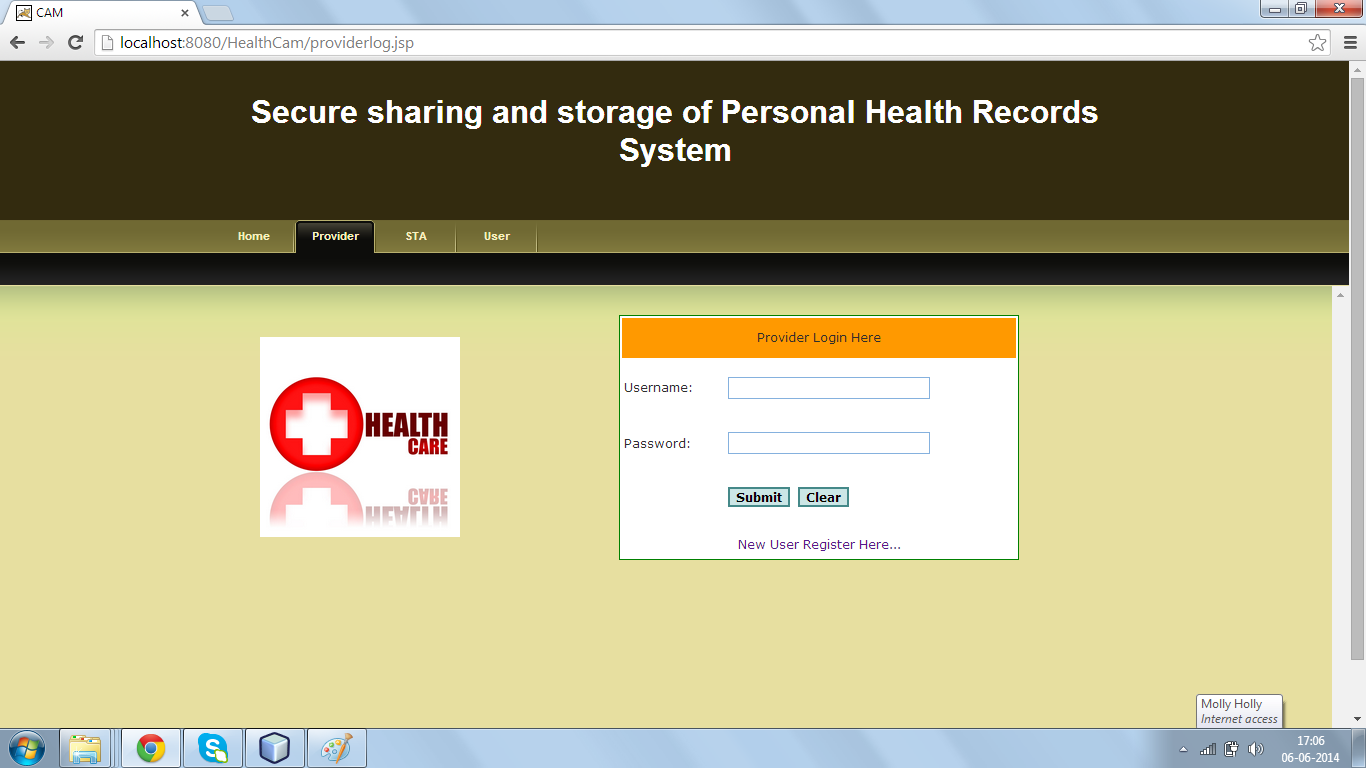 CAM
localhost:8080/HealthCam/providerlog.jsp
Secure sharing and storage of Personal Health Records
System
Home Provider STA User
Provider Login Here
HEALTH
CARE
Username:
Password:
Submit Clear
New User Register Here...
Molly Holly
Internet access
17:06
06-06-2014